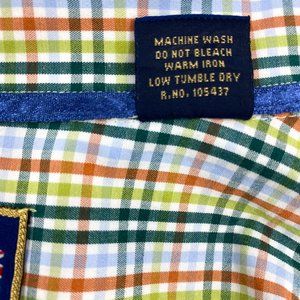 MACHINE WASH
DO NOT BLEACH
WARM IRON
LOW TUMBLE DRY
R.NO. 105437